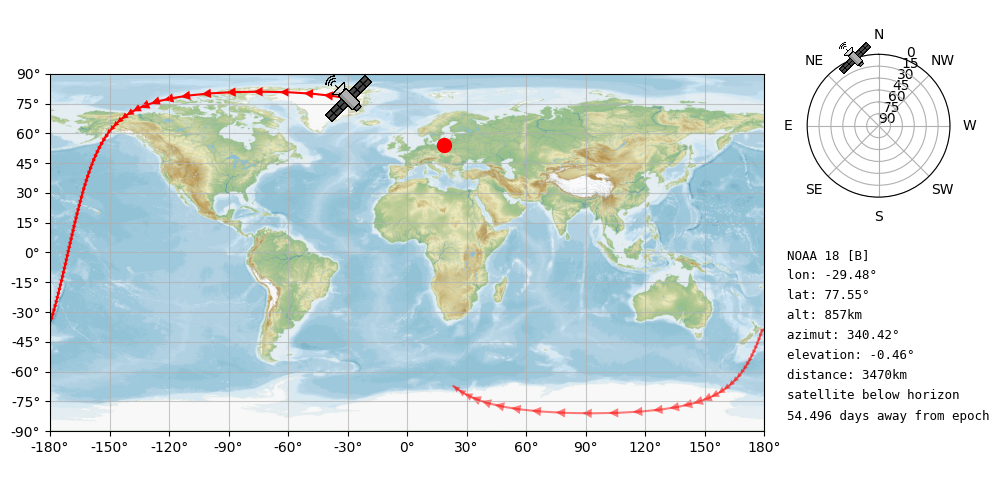 90°
75°
60°
45°
30°
15°
0°
-15°
-30°
-45°
-60°
-75°
-90°
-180° -150° -120° -90° -60° -30° 0° 30° 60° 90° 120° 150° 180°
N
NE NW
E W
SE SW
S
0
15
30
45
60
75
90
NOAA 18 [B]
lon: -29.48°
lat: 77.55°
alt: 857km
azimut: 340.42°
elevation: -0.46°
distance: 3470km
satellite below horizon
54.496 days away from epoch